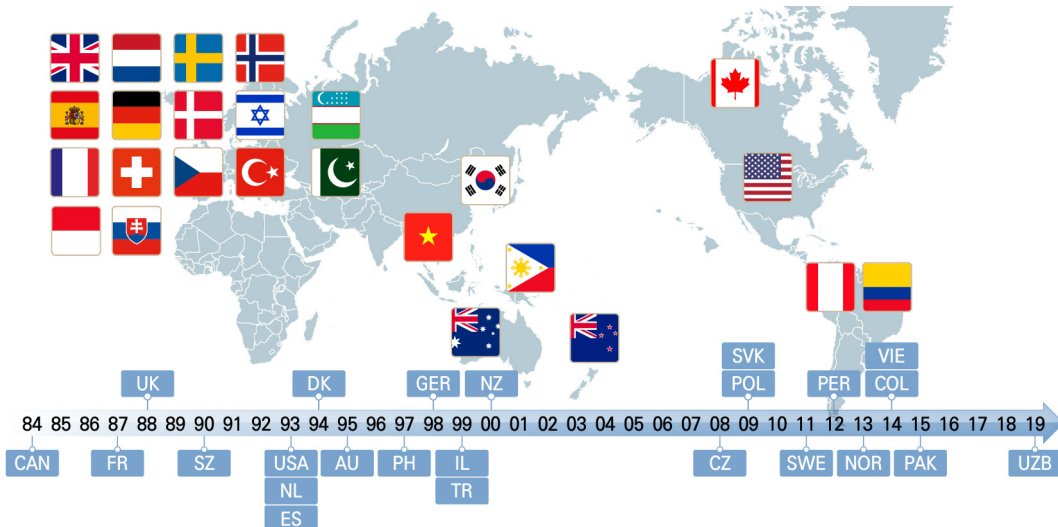 SVK VIE
UK DK GER NZ POL PER COL
84 85 86 87 88 89 90 91 92 93 94 95 96 97 98 99 00 01 02 03 04 05 06 07 08 09 10 11 12 13 14 15 16 17 18 19
CAN FR SZ USA AU PH IL CZ SWE NOR PAK UZB
NL TR
ES